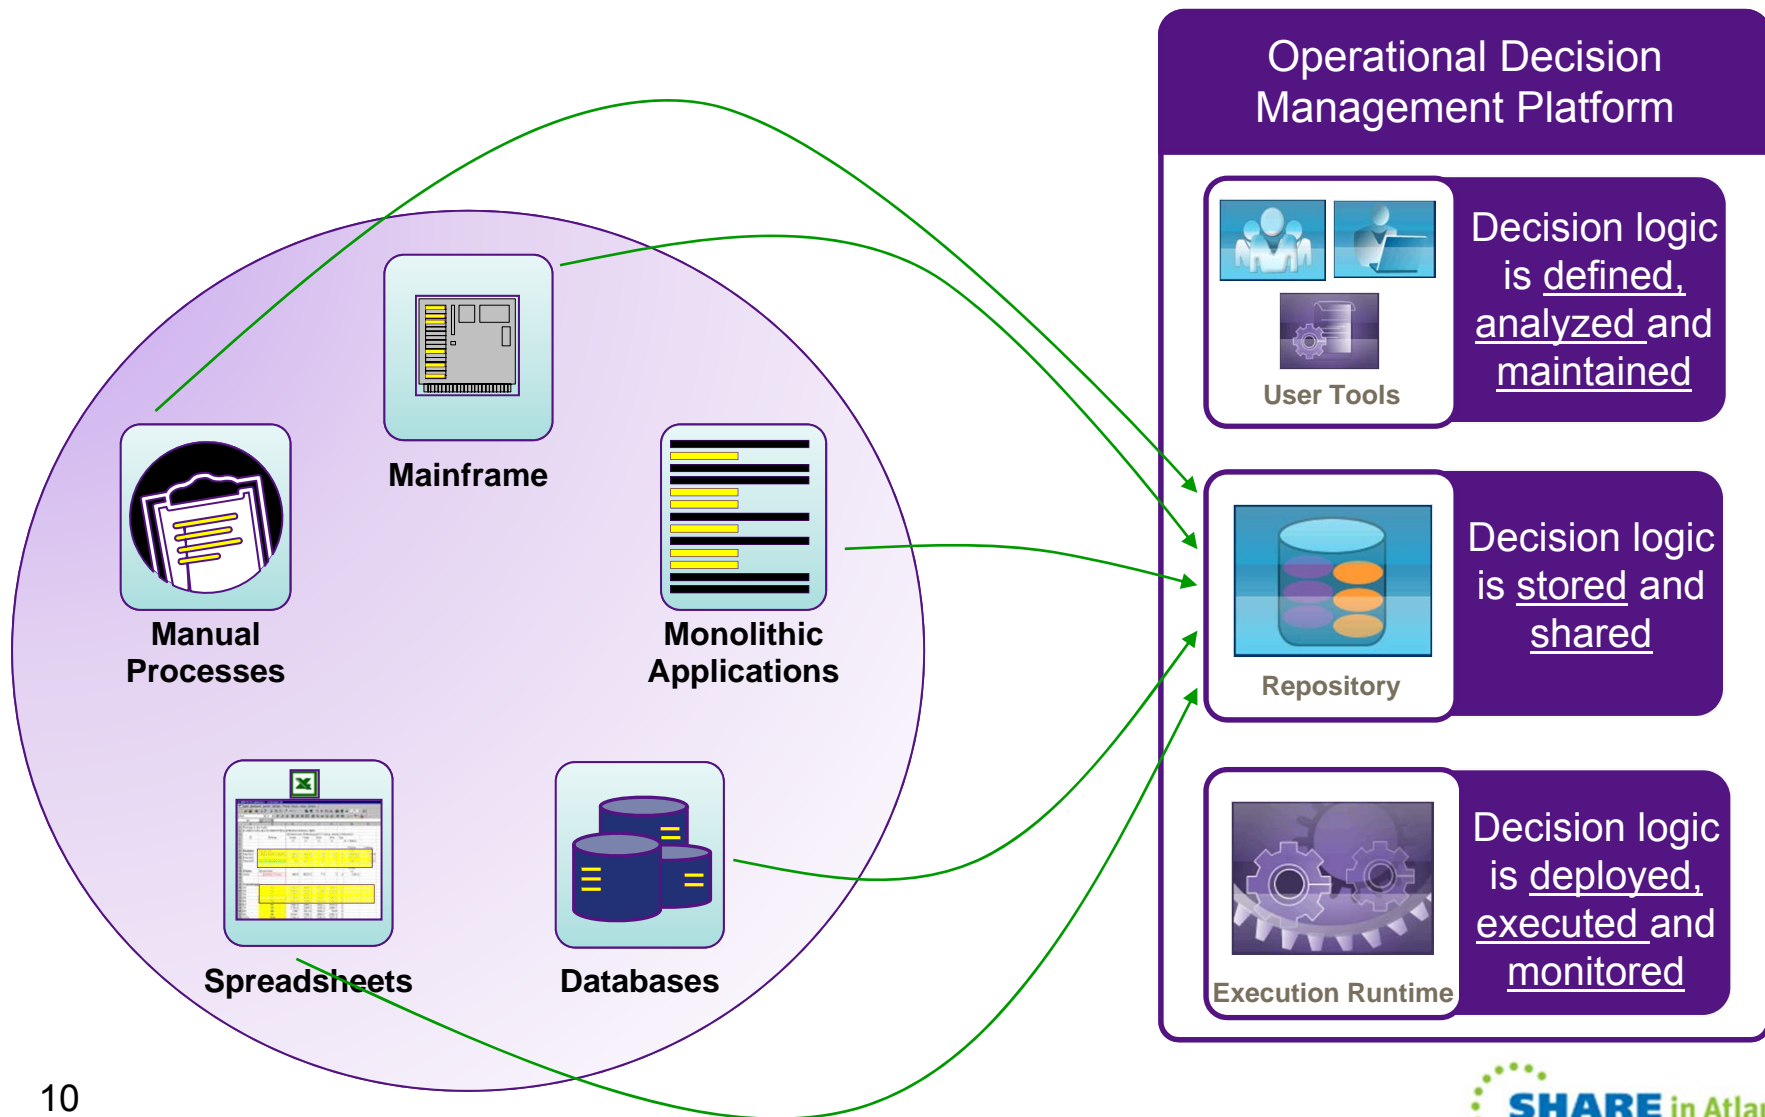 Operational Decision
Management Platform
Decision logic
is defined,
analyzed and
maintained
User Tools
Mainframe
Manual
Processes
Monolithic
Applications
Decision logic
is stored and
shared
Repository
Spreadsheets
Databases
Decision logic
is deployed,
executed and
monitored
Execution Runtime
10
SHARE in